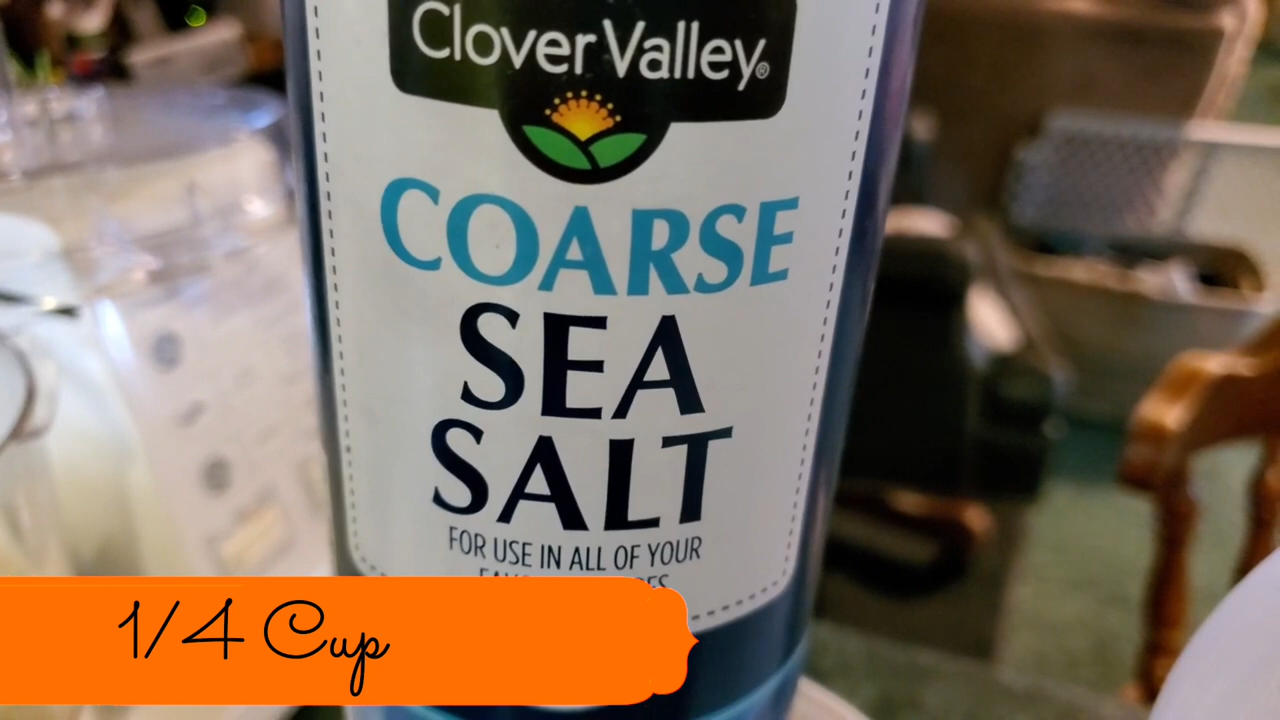 Clover Valley®
COARSE
SEA
SALT
FOR USE IN ALL OF YOUR
1/4 Cup